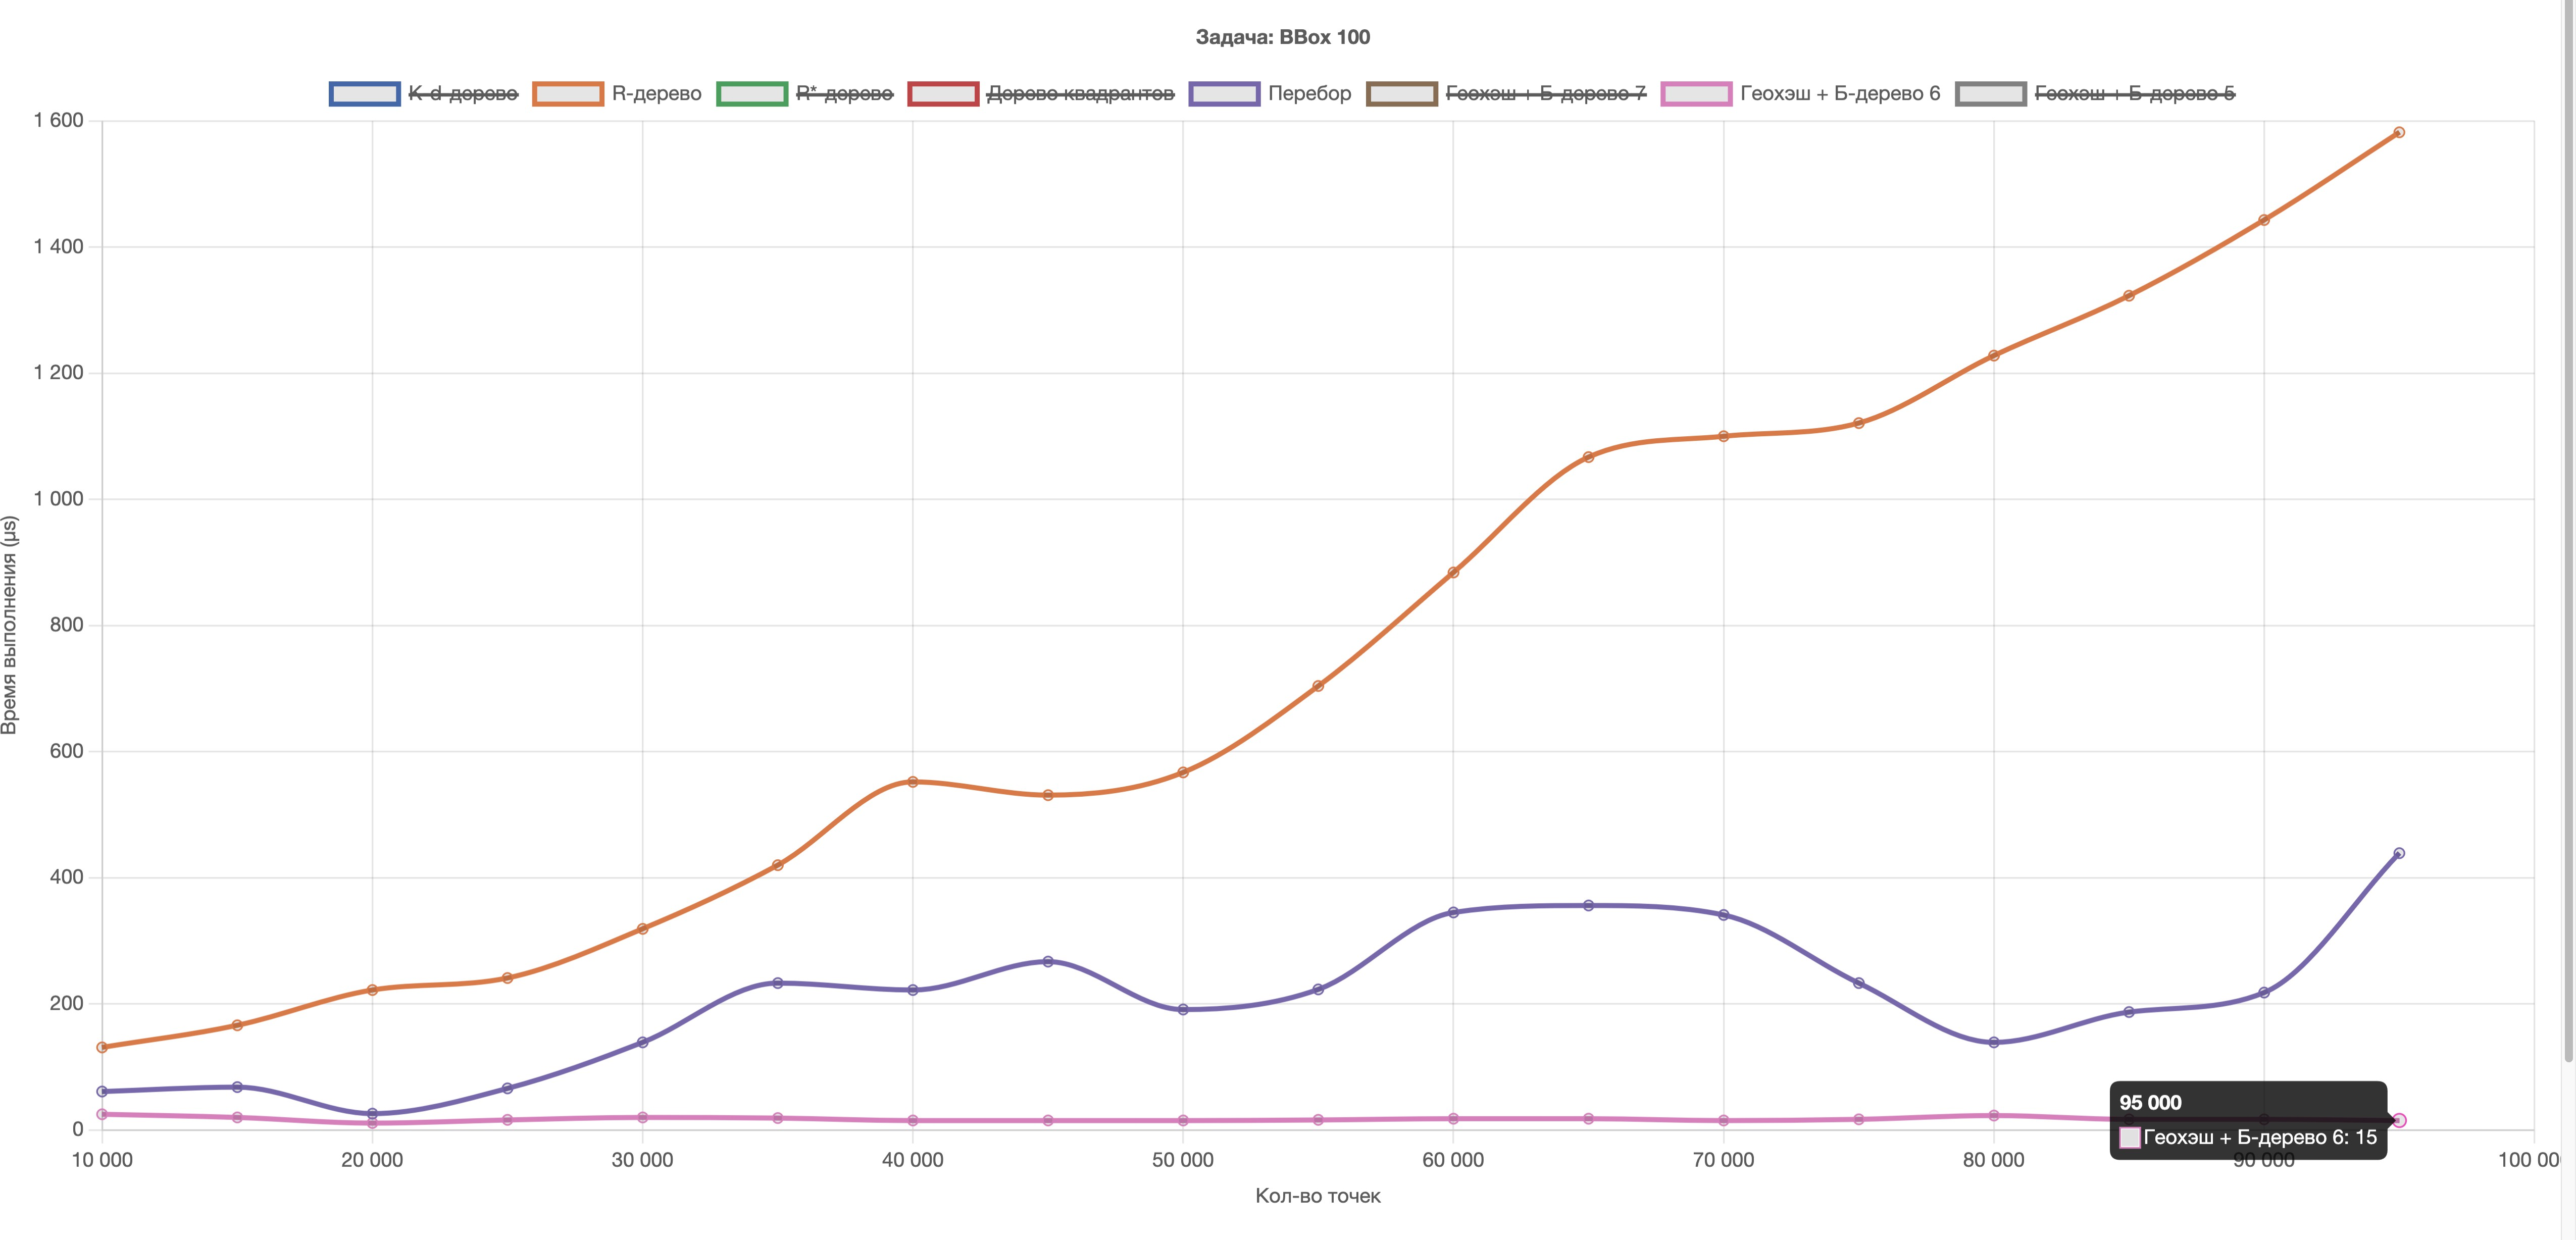 Задача: BBox 100
K-d-дерево R-дерево R*-дерево Дерево квадрантов Перебор Геохэш + Б-дерево 7 Геохэш + Б-дерево 6 Геохэш + Б-дерево 5
1 600
1 400
1 200
1 000
800
600
400
200
0
Время выполнения (µs)
95 000
Геохэш + Б-дерево 6: 15
10 000 20 000 30 000 40 000 50 000 60 000 70 000 80 000 90 000 100 00
Кол-во точек